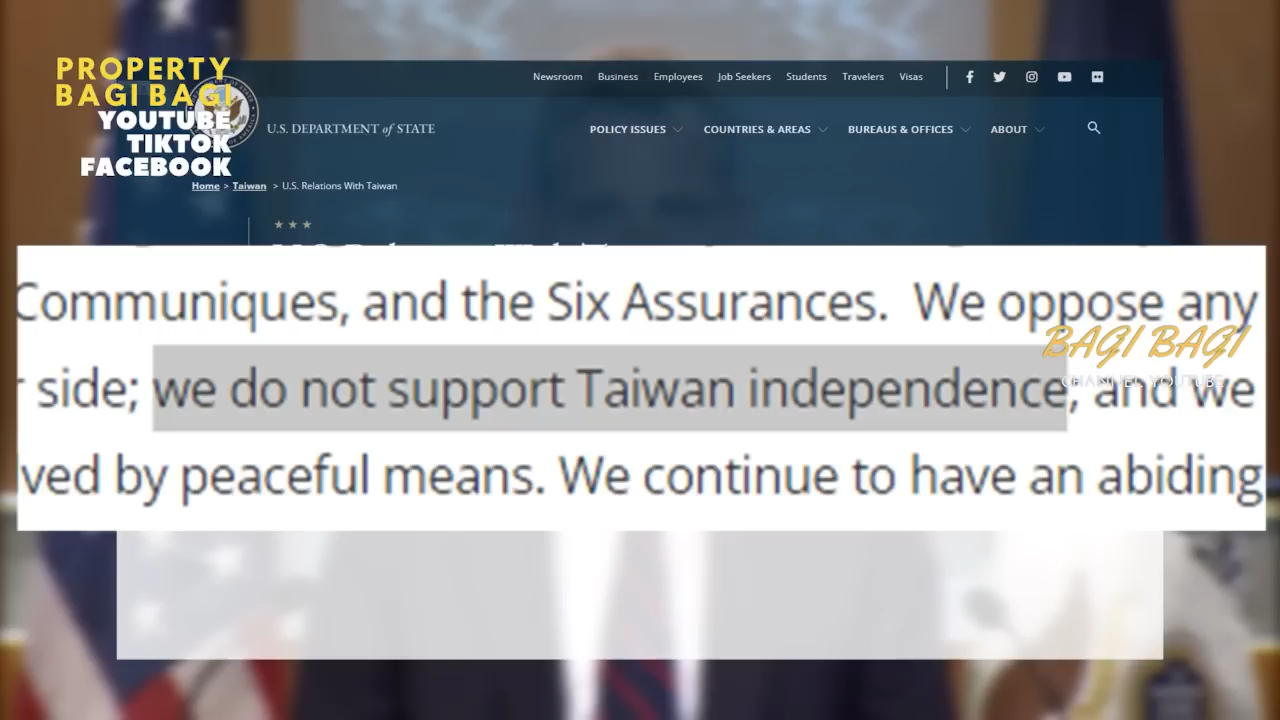 PROPERTY
BAGI BAGI
YOUTUBE
TIKTOK
FACEBOOK
Newsroom Business Employees Job Seekers Students Travelers Visas
U.S. DEPARTMENT of STATE
POLICY ISSUES COUNTRIES & AREAS BUREAUS & OFFICES ABOUT
Home > Taiwan > U.S. Relations With Taiwan
Communiques, and the Six Assurances. We oppose any
side; we do not support Taiwan independence, and we
ved by peaceful means. We continue to have an abiding
BAGI BAGI
CHANNEL YOUTUBE